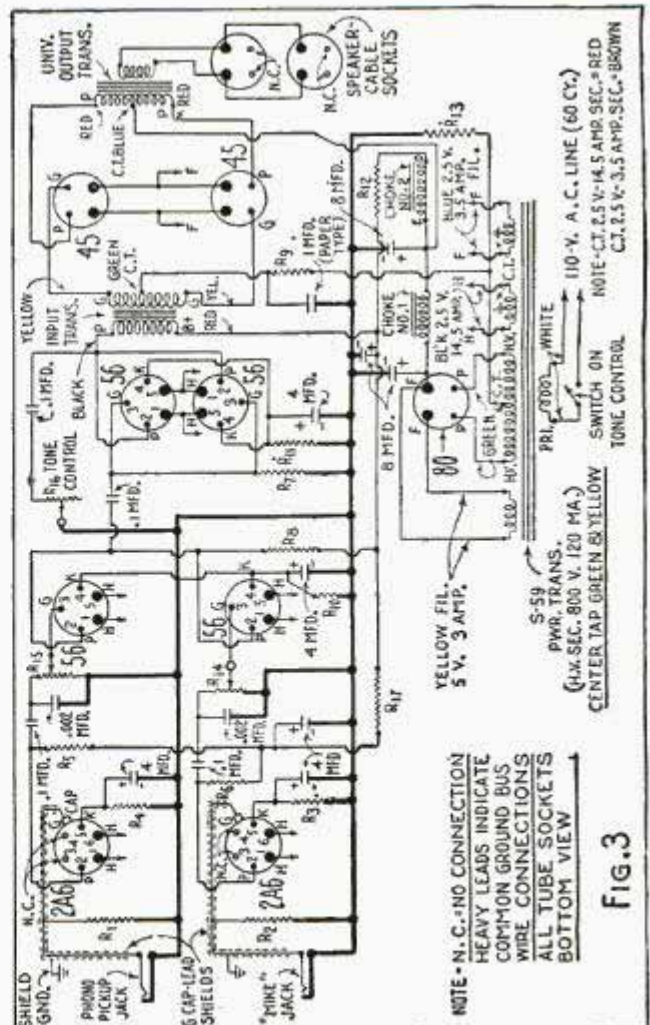 SHIELD
GND.
N.C.
2A6
CAP
G
P
K
H
R1
R4
4
MFD.
R5
.1 MFD.
.002
MFD.
R15
56
G
P
K
H
PHONO
PICKUP
JACK
G CAP-LEAD
SHIELDS
"MIKE"
JACK
R2
2A6
N.C.
P
K
H
R3
.4
MFD
R6
.1
MFD.
.002
MFD.
R14
56
G
P
K
H
R10
4 MFD.
R8
R17
R16 TONE
CONTROL
.1 MFD.
.1 MFD.
BLACK
56
56
G
P
K
H
R7
R11
4
MFD.
YELLOW
INPUT
TRANS.
P
G
GREEN
C.T.
B+
G
YEL.
RED
45
P
G
F
45
G
P
F
UNIV.
OUTPUT
TRANS.
RED
P
C.T. BLUE
P
RED
N.C.
N.C.
SPEAKER-
CABLE
SOCKETS
R9
.1 MFD.
(PAPER
TYPE)
8 MFD.
8 MFD.
CHOKE
NO.1
CHOKE
NO.2
R12
R13
80
F
F
P
P
BLK 2.5 V.
14.5 AMP.
BLUE 2.5 V.
3.5 AMP.
FIL.
F
F
H
H
C.T.
C.T.
GREEN
HV
HV
YELLOW FIL.
5 V. 3 AMP.
S-59
PWR. TRANS.
(H.V. SEC. 800 V. 120 MA.)
CENTER TAP GREEN & YELLOW
PRI.
WHITE
110-V. A.C. LINE (60 CY.)
SWITCH ON
TONE CONTROL
NOTE-C.T. 2.5 V.-14.5 AMP. SEC.=RED
C.T. 2.5 V.-3.5 AMP. SEC.=BROWN
NOTE- N.C.=NO CONNECTION
HEAVY LEADS INDICATE
COMMON GROUND BUS
WIRE CONNECTIONS
ALL TUBE SOCKETS
BOTTOM VIEW
FIG.3